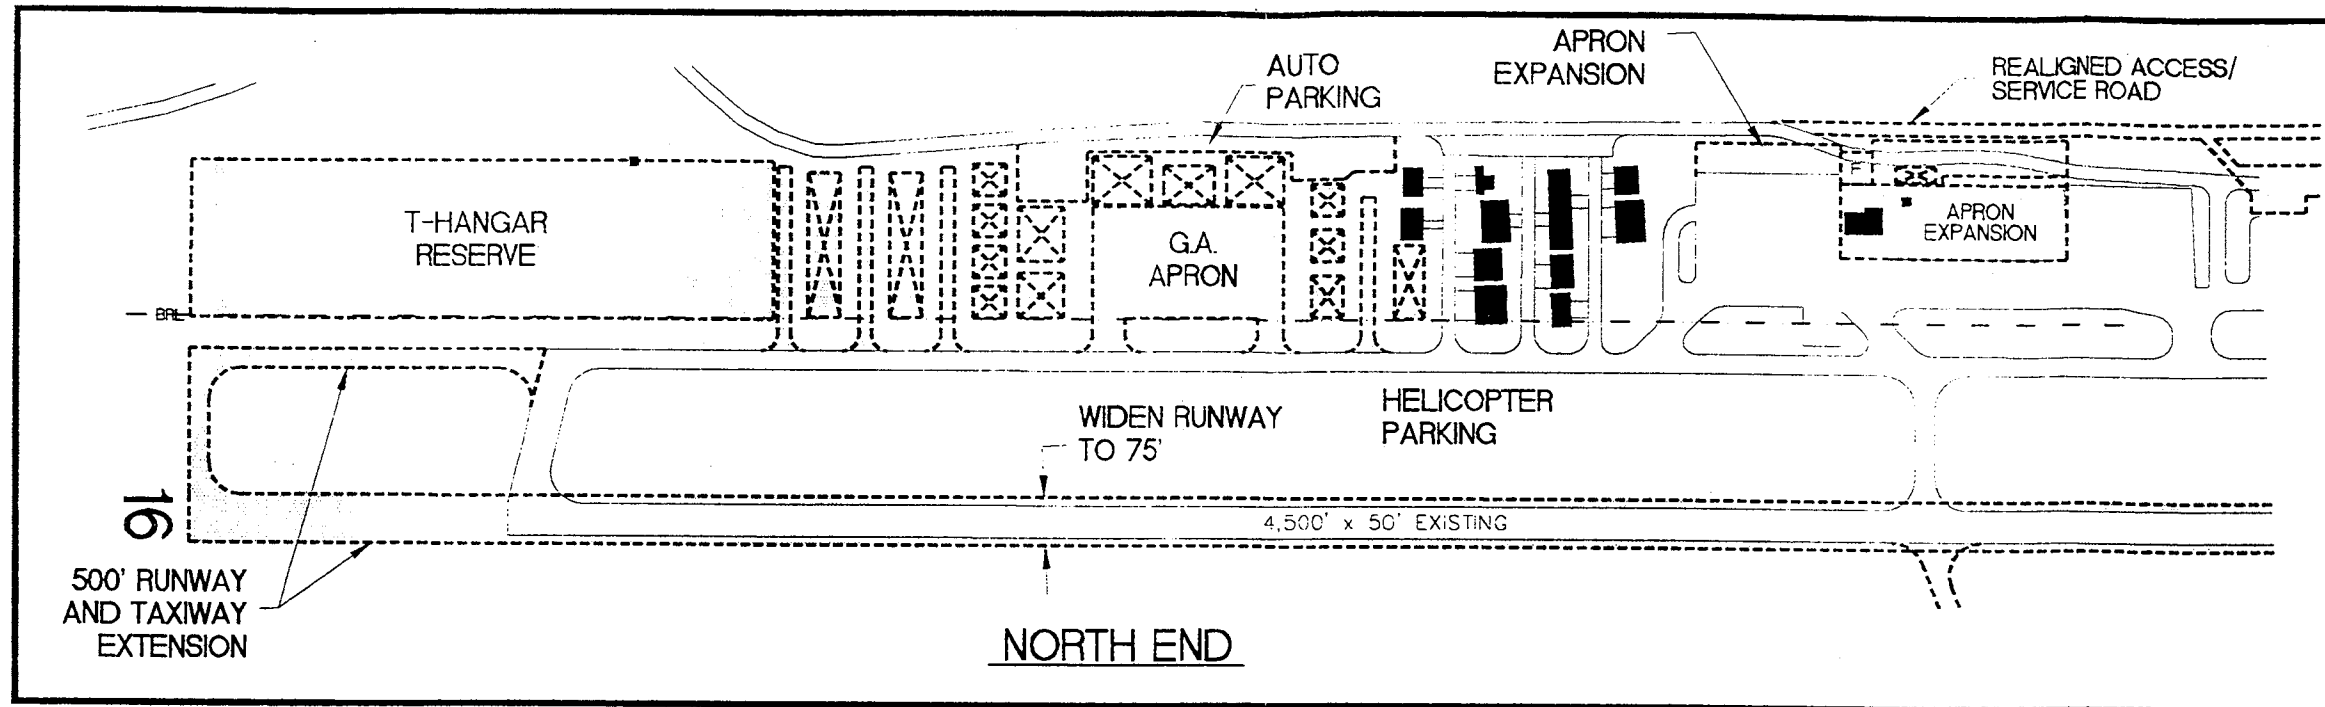 AUTO
PARKING
APRON
EXPANSION
REALIGNED ACCESS/
SERVICE ROAD
T-HANGAR
RESERVE
G.A.
APRON
F
APRON
EXPANSION
BRL
WIDEN RUNWAY
TO 75'
HELICOPTER
PARKING
16
4,500' x 50' EXISTING
500' RUNWAY
AND TAXIWAY
EXTENSION
NORTH END